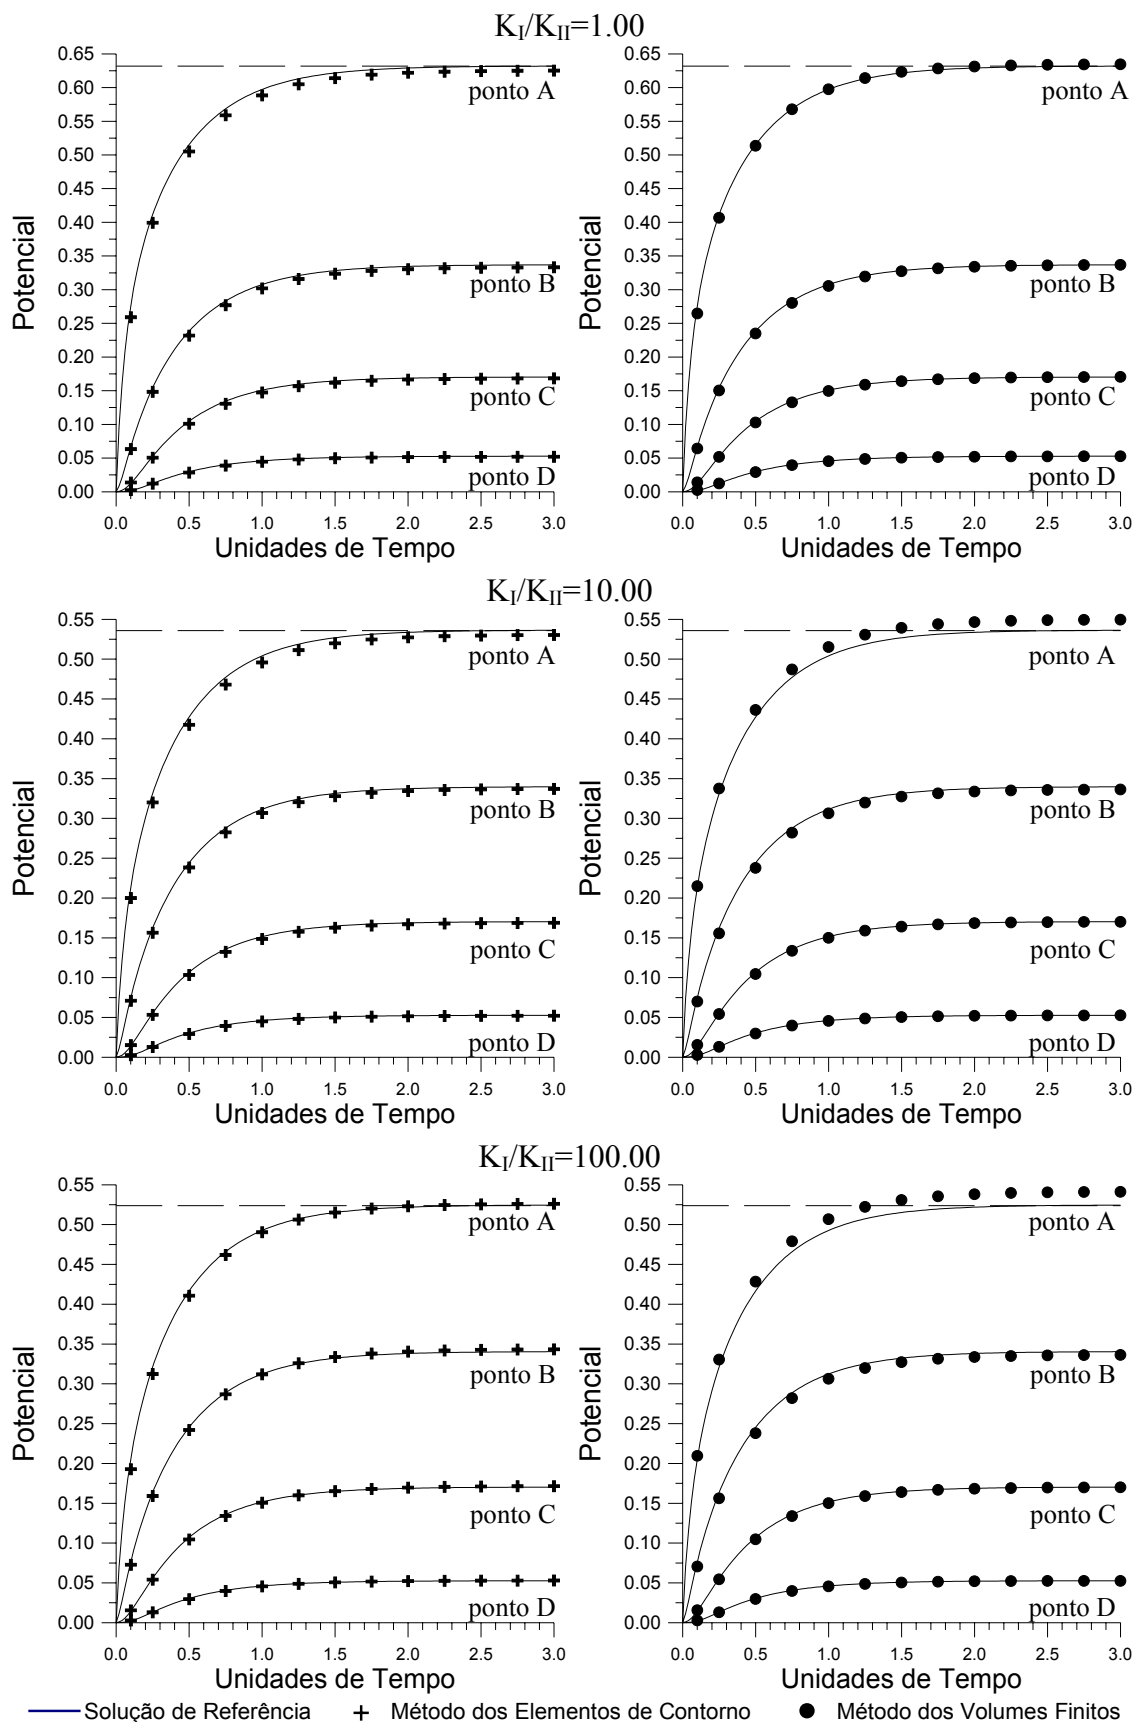 K_I/K_II=1.00
0.65
0.60
0.55
0.50
0.45
0.40
0.35
0.30
0.25
0.20
0.15
0.10
0.05
0.00
Potencial
ponto A
ponto B
ponto C
ponto D
0.0 0.5 1.0 1.5 2.0 2.5 3.0
Unidades de Tempo
0.65
0.60
0.55
0.50
0.45
0.40
0.35
0.30
0.25
0.20
0.15
0.10
0.05
0.00
Potencial
ponto A
ponto B
ponto C
ponto D
0.0 0.5 1.0 1.5 2.0 2.5 3.0
Unidades de Tempo
K_I/K_II=10.00
0.55
0.50
0.45
0.40
0.35
0.30
0.25
0.20
0.15
0.10
0.05
0.00
Potencial
ponto A
ponto B
ponto C
ponto D
0.0 0.5 1.0 1.5 2.0 2.5 3.0
Unidades de Tempo
0.55
0.50
0.45
0.40
0.35
0.30
0.25
0.20
0.15
0.10
0.05
0.00
Potencial
ponto A
ponto B
ponto C
ponto D
0.0 0.5 1.0 1.5 2.0 2.5 3.0
Unidades de Tempo
K_I/K_II=100.00
0.55
0.50
0.45
0.40
0.35
0.30
0.25
0.20
0.15
0.10
0.05
0.00
Potencial
ponto A
ponto B
ponto C
ponto D
0.0 0.5 1.0 1.5 2.0 2.5 3.0
Unidades de Tempo
0.55
0.50
0.45
0.40
0.35
0.30
0.25
0.20
0.15
0.10
0.05
0.00
Potencial
ponto A
ponto B
ponto C
ponto D
0.0 0.5 1.0 1.5 2.0 2.5 3.0
Unidades de Tempo
Solução de Referência Método dos Elementos de Contorno Método dos Volumes Finitos